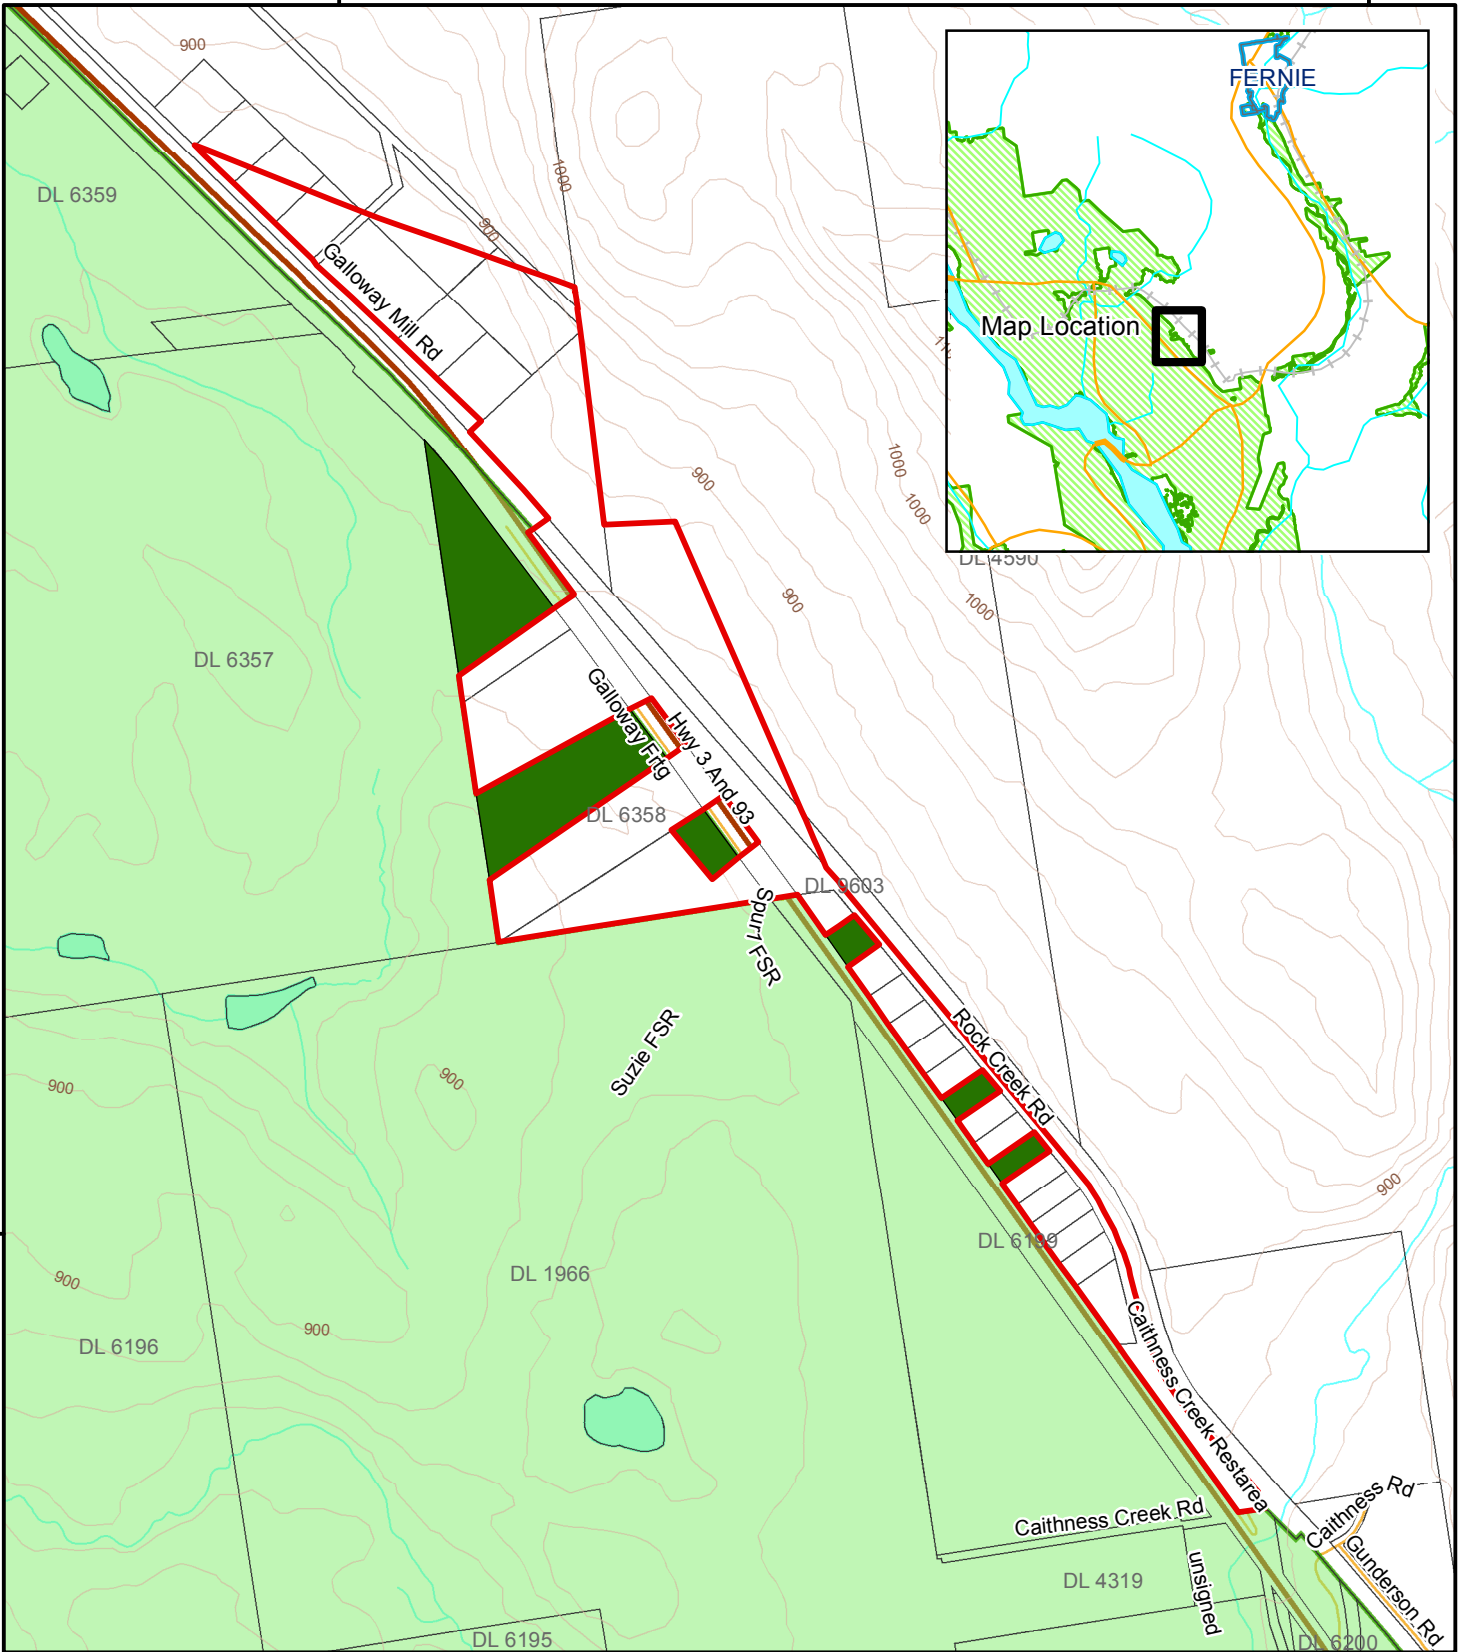 900
FERNIE
DL 6359
1000
900
Galloway Mill Rd
Map Location
1000
900
1000
DL 4590
900
1000
DL 6357
Galloway Frtg
Hwy 3 And 93
DL 6358
DL 9603
Spur1 FSR
Rock Creek Rd
Suzie FSR
900
900
900
DL 6199
DL 1966
900
900
DL 6196
Caithness Creek Restarea
Caithness Rd
Caithness Creek Rd
Gunderson Rd
unsigned
DL 4319
DL 6195
DL 6200